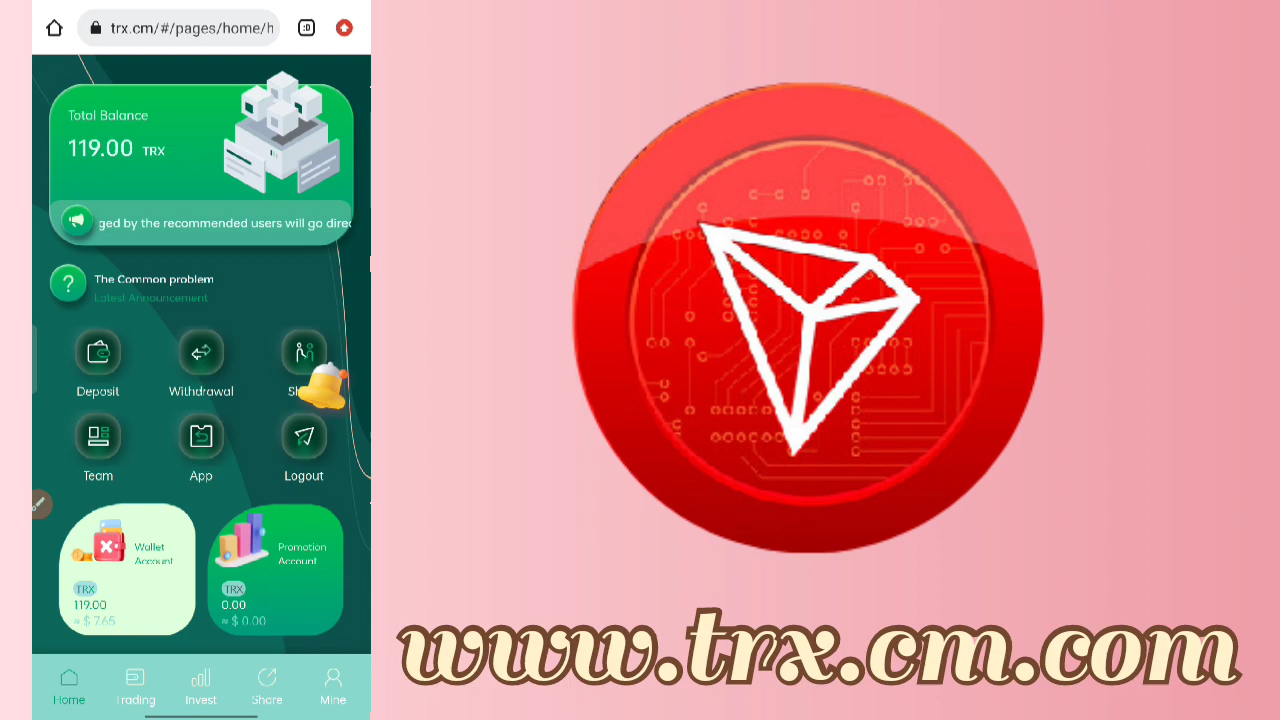 trx.cm/#/pages/home/h
:D
Total Balance
119.00 TRX
ged by the recommended users will go direc
?
The Common problem
Latest Announcement
Deposit
Withdrawal
Team
App
Logout
Wallet
Account
TRX
119.00
≈ $ 7.65
Promotion
Account
TRX
0.00
≈ $ 0.00
Home
Trading
Invest
Share
Mine
www.trx.cm.com